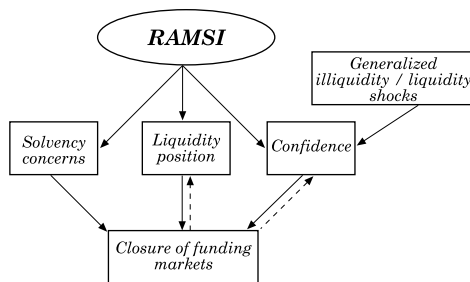 RAMSI
Generalized
illiquidity / liquidity
shocks
Solvency
concerns
Liquidity
position
Confidence
Closure of funding
markets